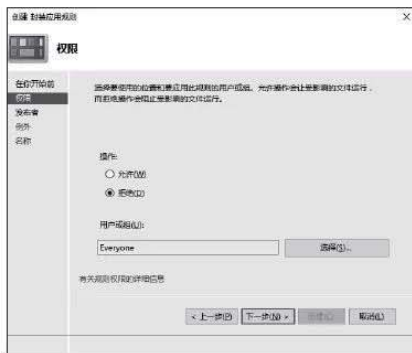 创建 封装应用规则
权限
在你开始前
权限
发布者
例外
名称
选择要使用的位置和要应用此规则的用户或组。允许操作会让受影响的文件运行，
而拒绝操作会阻止受影响的文件运行。
操作:
允许(W)
拒绝(D)
用户或组(U):
Everyone
选择(S)...
有关规则权限的详细信息
< 上一步(P)
下一步(N) >
创建(C)
取消(L)